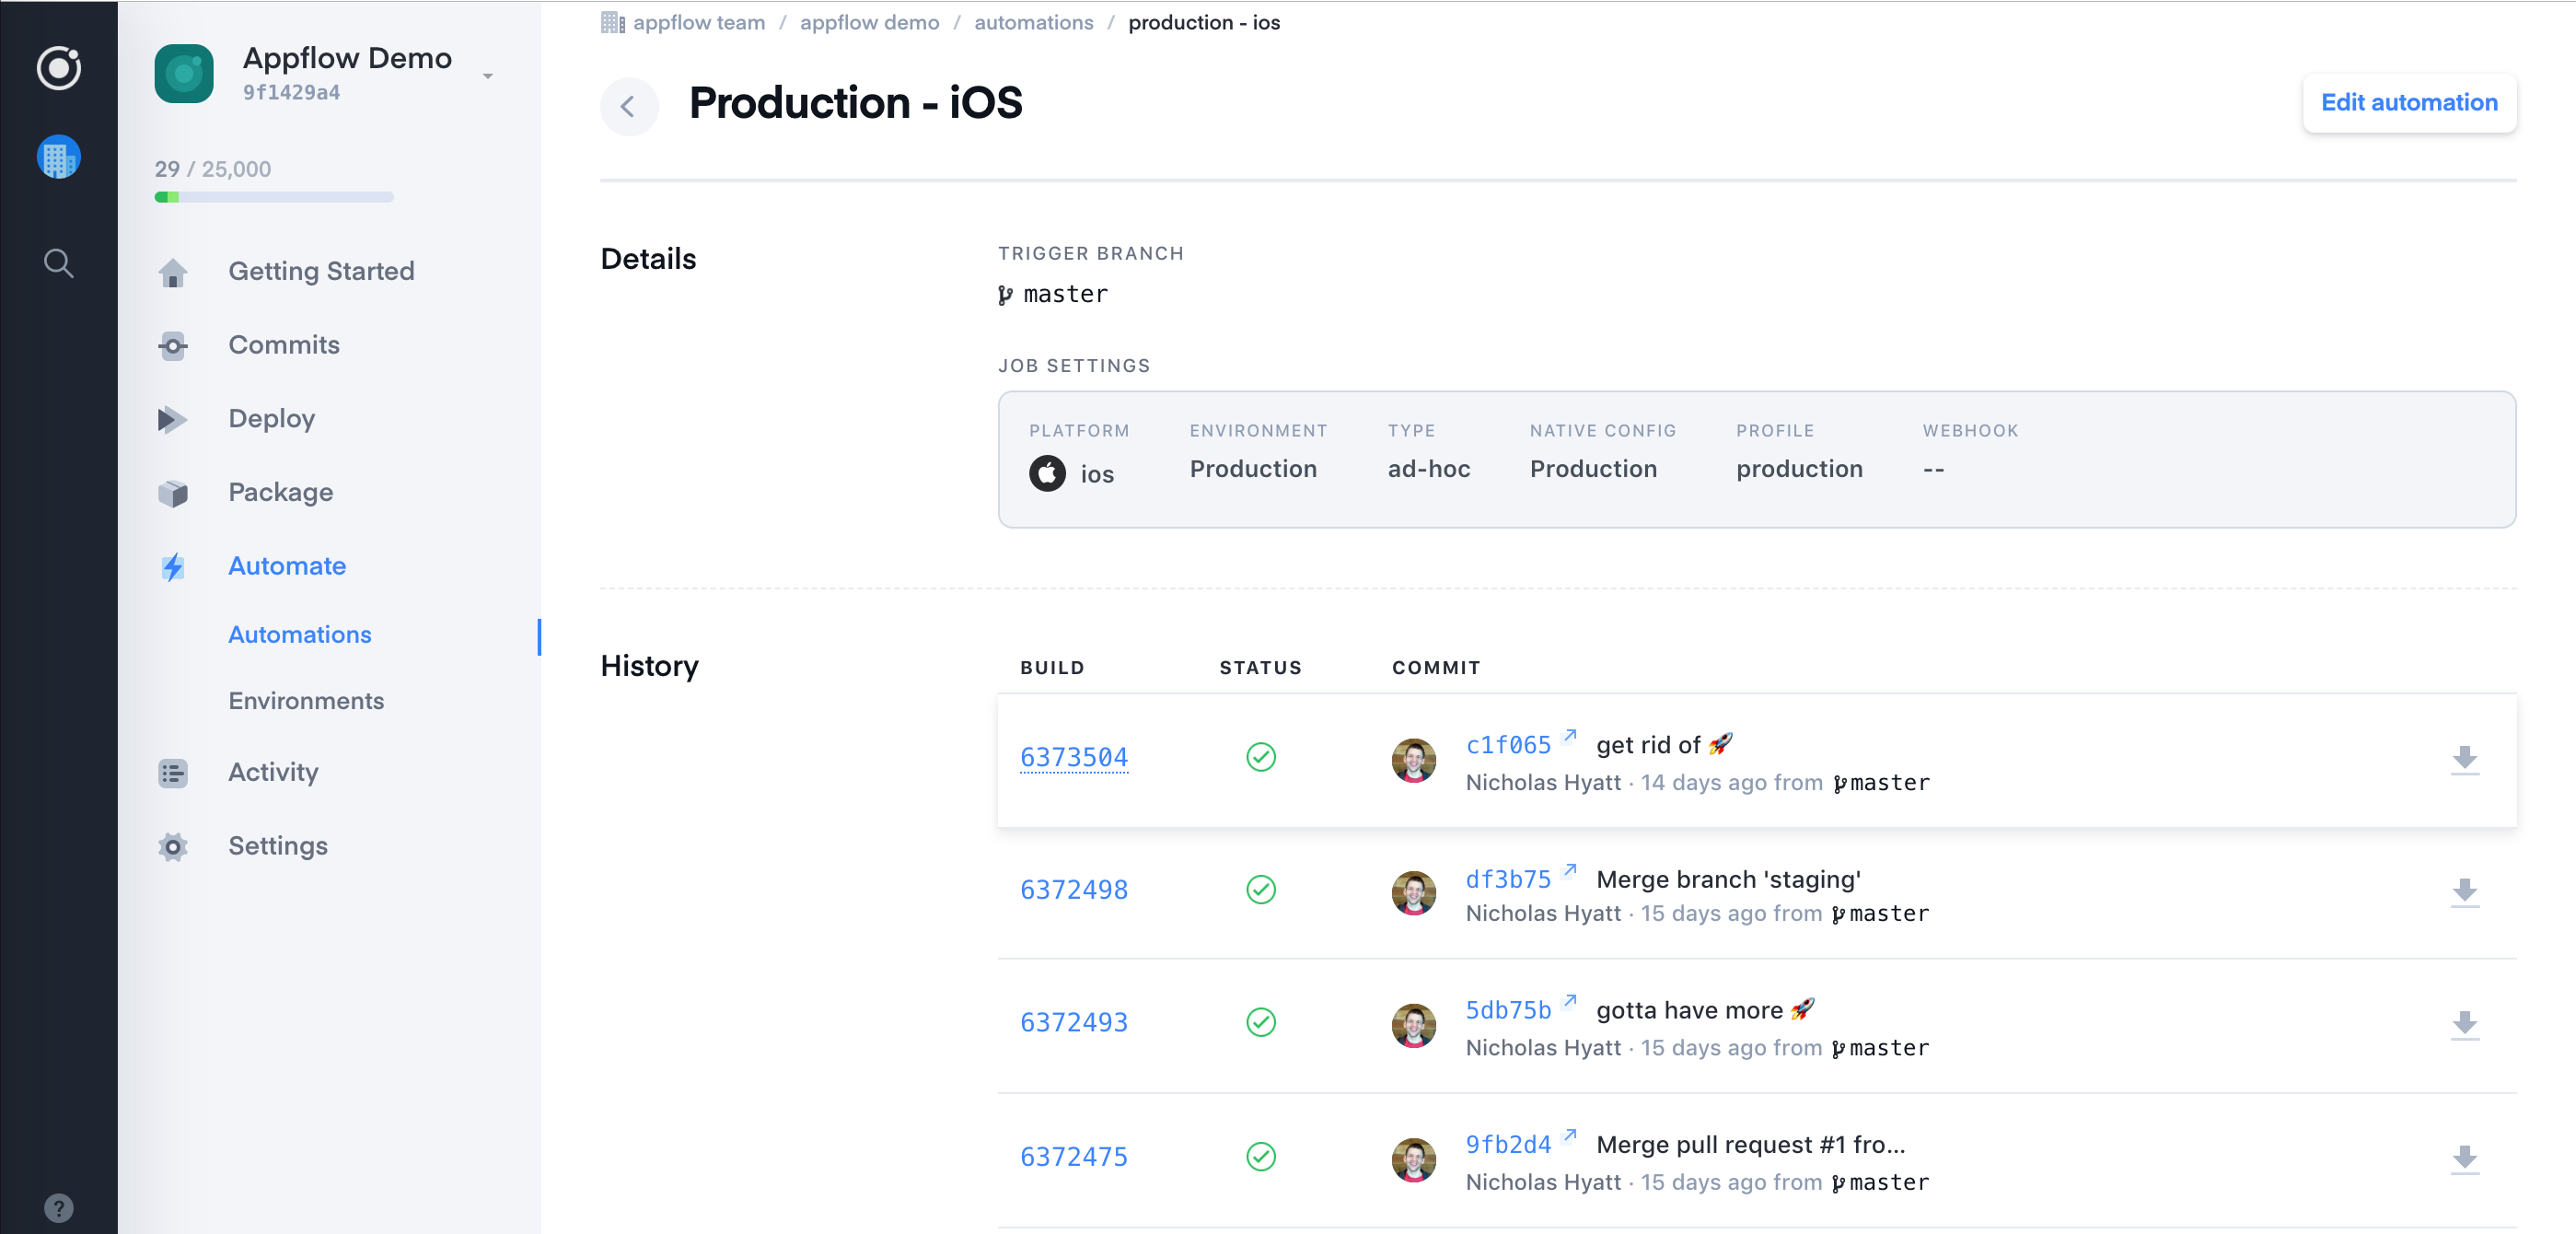 appflow team / appflow demo / automations / production - ios
Appflow Demo
9f1429a4
29 / 25,000
Getting Started
Commits
Deploy
Package
Automate
Automations
Environments
Activity
Settings
?
Production - iOS
Edit automation
Details
TRIGGER BRANCH
master
JOB SETTINGS
PLATFORM ENVIRONMENT TYPE NATIVE CONFIG PROFILE WEBHOOK
ios Production ad-hoc Production production --
History
BUILD STATUS COMMIT
6373504 c1f065 get rid of 🚀
Nicholas Hyatt · 14 days ago from master
6372498 df3b75 Merge branch 'staging'
Nicholas Hyatt · 15 days ago from master
6372493 5db75b gotta have more 🚀
Nicholas Hyatt · 15 days ago from master
6372475 9fb2d4 Merge pull request #1 fro...
Nicholas Hyatt · 15 days ago from master